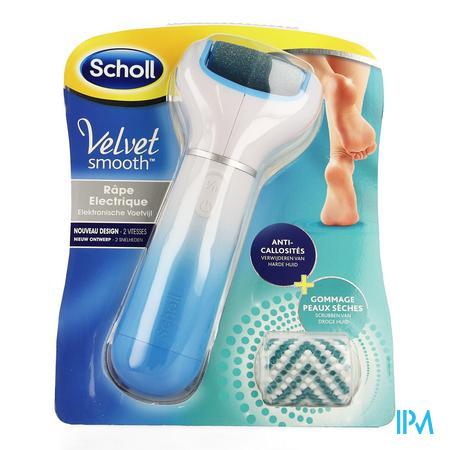 Scholl
Velvet
smooth™
Râpe
Electrique
Elektronische Voetvijl
NOUVEAU DESIGN - 2 VITESSES
NIEUW ONTWERP - 2 SNELHEDEN
ANTI-
CALLOSITÉS
VERWIJDEREN VAN
HARDE HUID
+
GOMMAGE
PEAUX SÈCHES
SCRUBBEN VAN
DROGE HUID
IPM